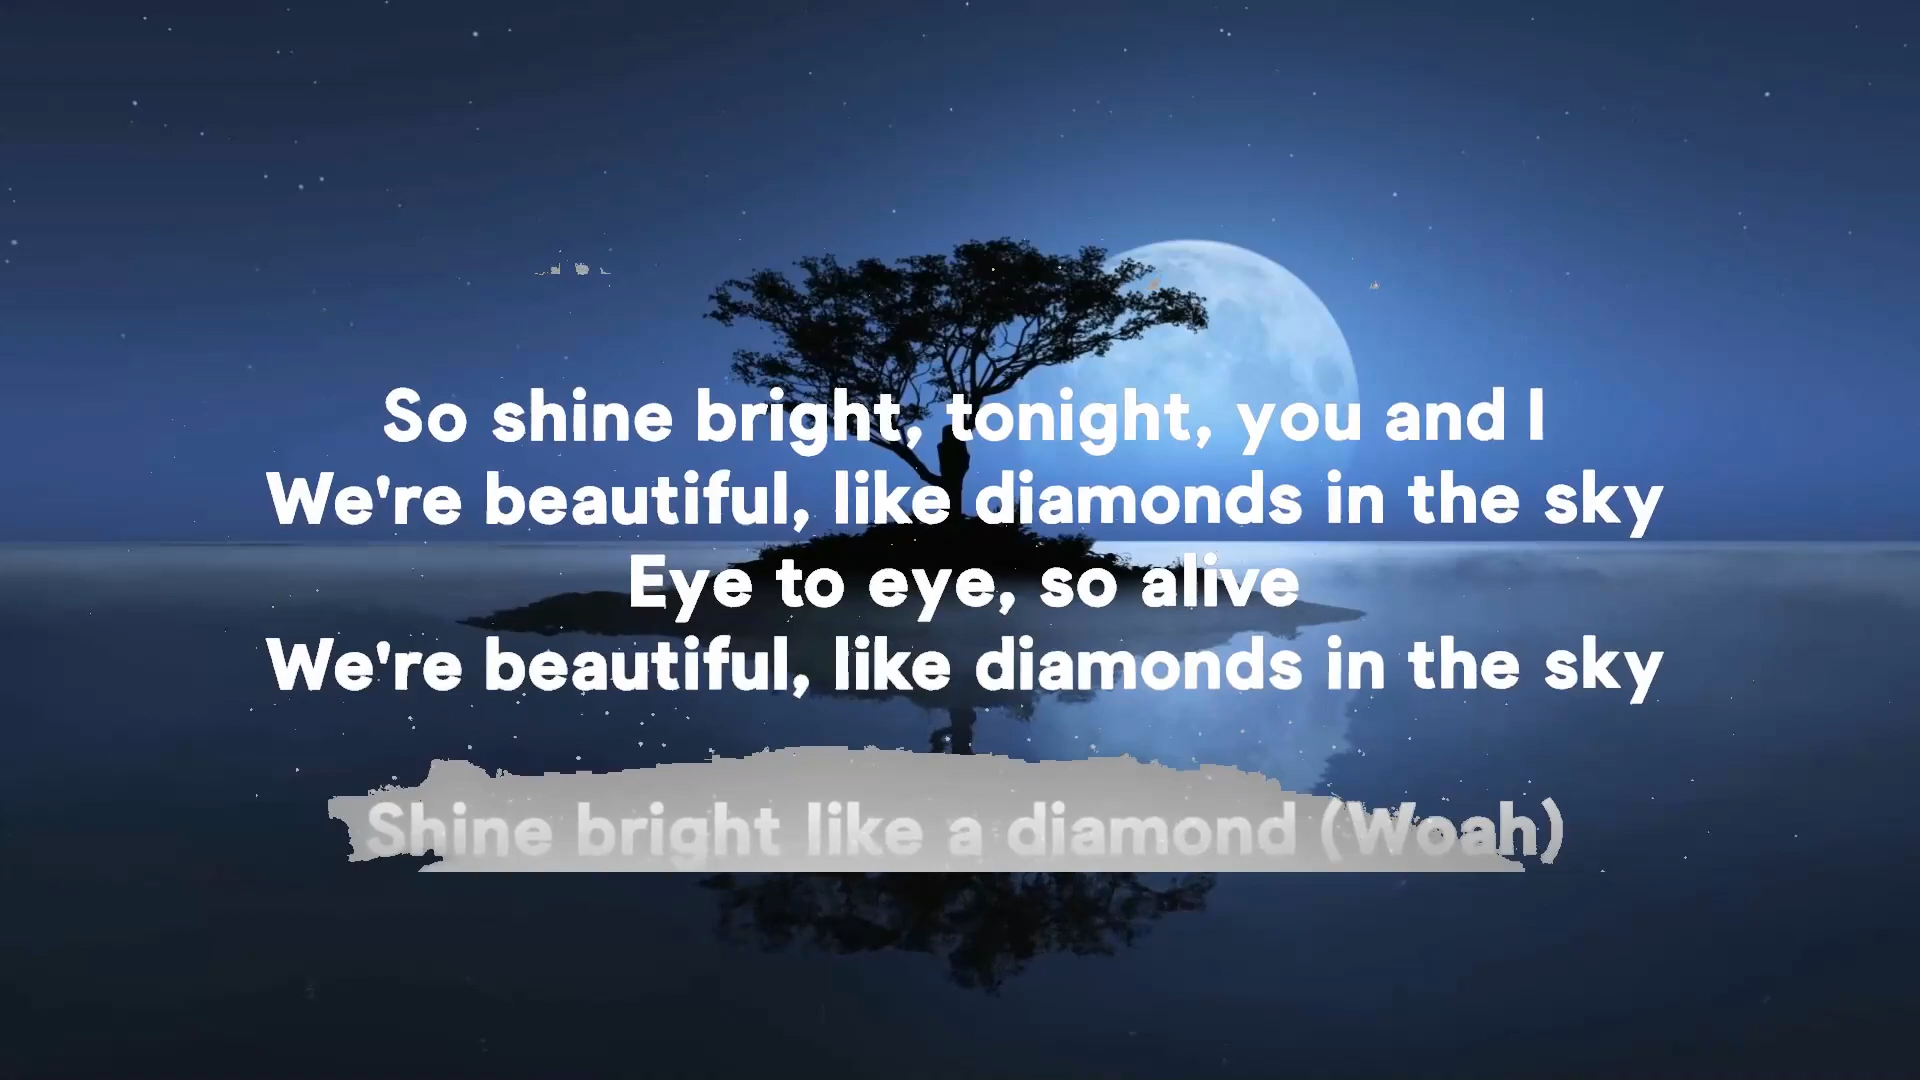 So shine bright, tonight, you and I
We're beautiful, like diamonds in the sky
Eye to eye, so alive
We're beautiful, like diamonds in the sky
Shine bright like a diamond (Woah)